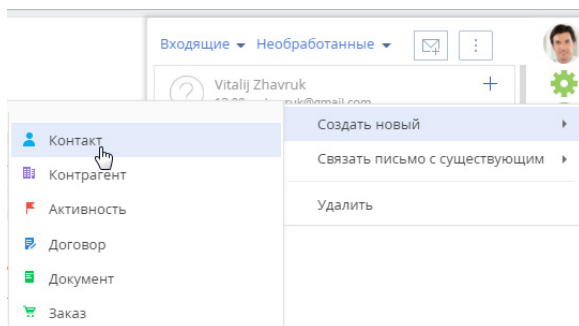 Входящие Необработанные
Vitalij Zhavruk
Создать новый
Связать письмо с существующим
Удалить
Контакт
Контрагент
Активность
Договор
Документ
Заказ